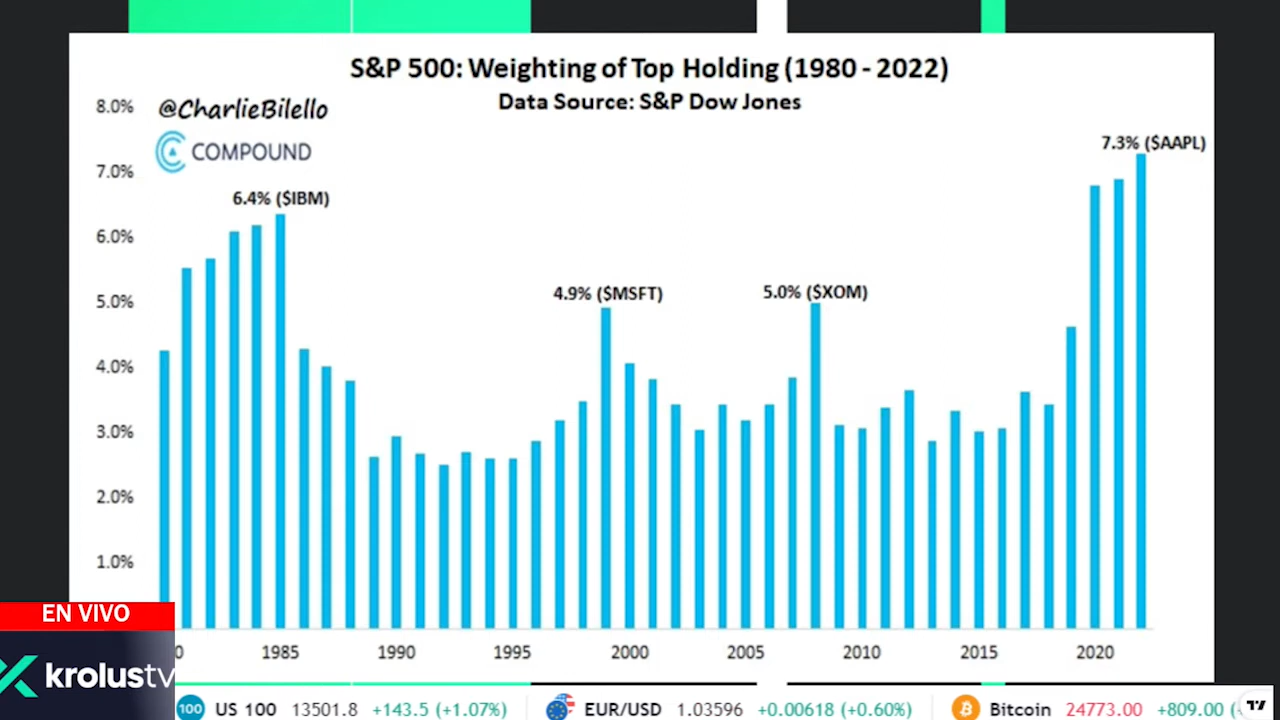 S&P 500: Weighting of Top Holding (1980 - 2022)
Data Source: S&P Dow Jones
@CharlieBilello
COMPOUND
8.0%
7.0%
6.0%
5.0%
4.0%
3.0%
2.0%
1.0%
6.4% ($IBM)
4.9% ($MSFT)
5.0% ($XOM)
7.3% ($AAPL)
0 1985 1990 1995 2000 2005 2010 2015 2020
EN VIVO
krolustv
100 US 100 13501.8 +143.5 (+1.07%) EUR/USD 1.03596 +0.00618 (+0.60%) Bitcoin 24773.00 +809.00 (